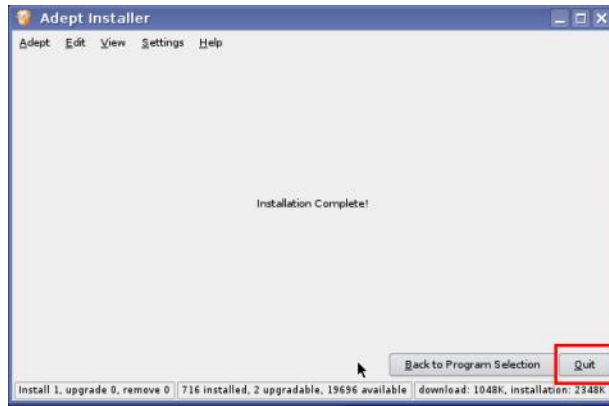 Adept Installer
Adept Edit View Settings Help
Installation Complete!
Back to Program Selection Quit
Install 1, upgrade 0, remove 0 716 installed, 2 upgradable, 19696 available download: 1048K, installation: 2348K